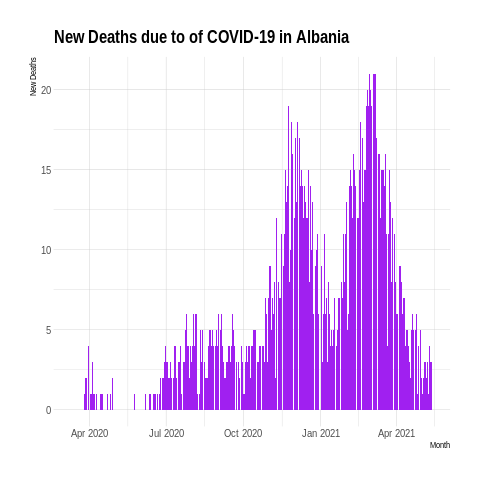 New Deaths due to of COVID-19 in Albania
New Deaths
20
15
10
5
0
Apr 2020 Jul 2020 Oct 2020 Jan 2021 Apr 2021
Month